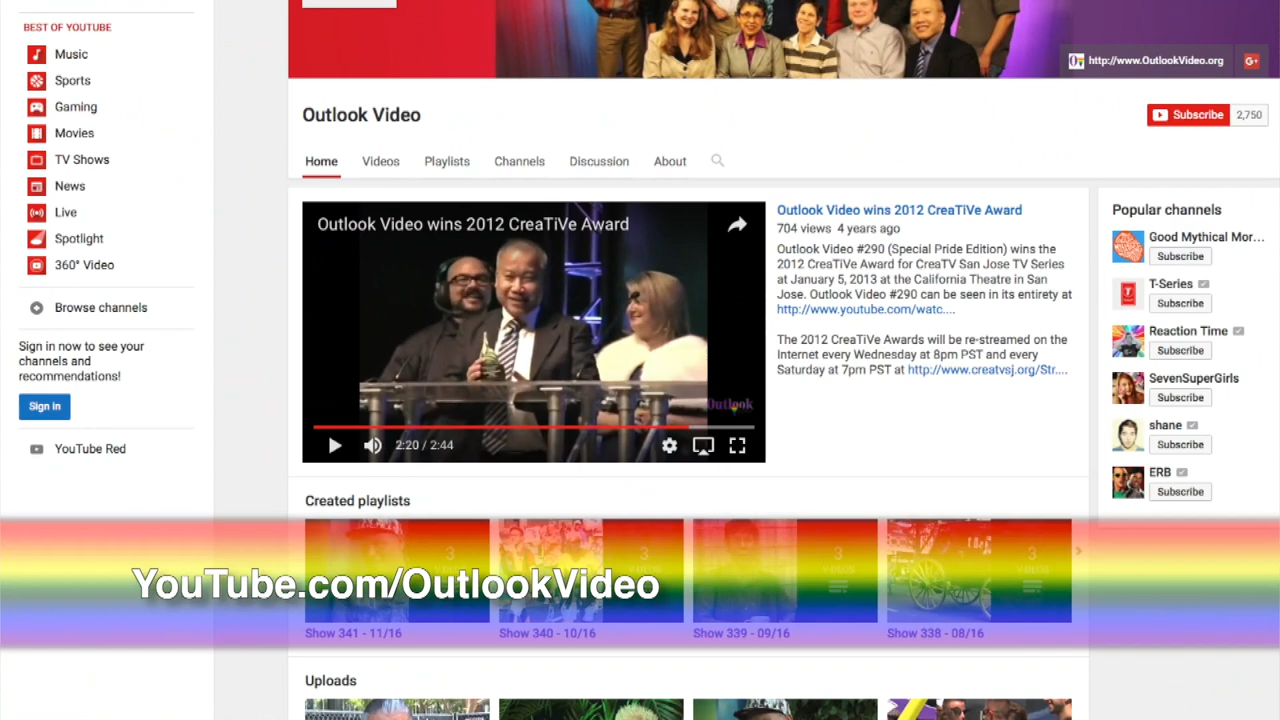 BEST OF YOUTUBE
Music
Sports
Gaming
Movies
TV Shows
News
Live
Spotlight
360° Video
Browse channels
Sign in now to see your
channels and
recommendations!
Sign in
YouTube Red
http://www.OutlookVideo.org
Outlook Video
Subscribe 2,750
Home Videos Playlists Channels Discussion About
Outlook Video wins 2012 CreaTiVe Award
Outlook
2:20 / 2:44
Outlook Video wins 2012 CreaTiVe Award
704 views 4 years ago
Outlook Video #290 (Special Pride Edition) wins the
2012 CreaTiVe Award for CreaTV San Jose TV Series
at January 5, 2013 at the California Theatre in San
Jose. Outlook Video #290 can be seen in its entirety at
http://www.youtube.com/watc....
The 2012 CreaTiVe Awards will be re-streamed on the
Internet every Wednesday at 8pm PST and every
Saturday at 7pm PST at http://www.creatvsj.org/Str....
Popular channels
Good Mythical Mor...
Subscribe
T-Series
Subscribe
Reaction Time
Subscribe
SevenSuperGirls
Subscribe
shane
Subscribe
ERB
Subscribe
Created playlists
3 VIDEOS
3 VIDEOS
3 VIDEOS
3 VIDEOS
YouTube.com/OutlookVideo
Show 341 - 11/16
Show 340 - 10/16
Show 339 - 09/16
Show 338 - 08/16
Uploads